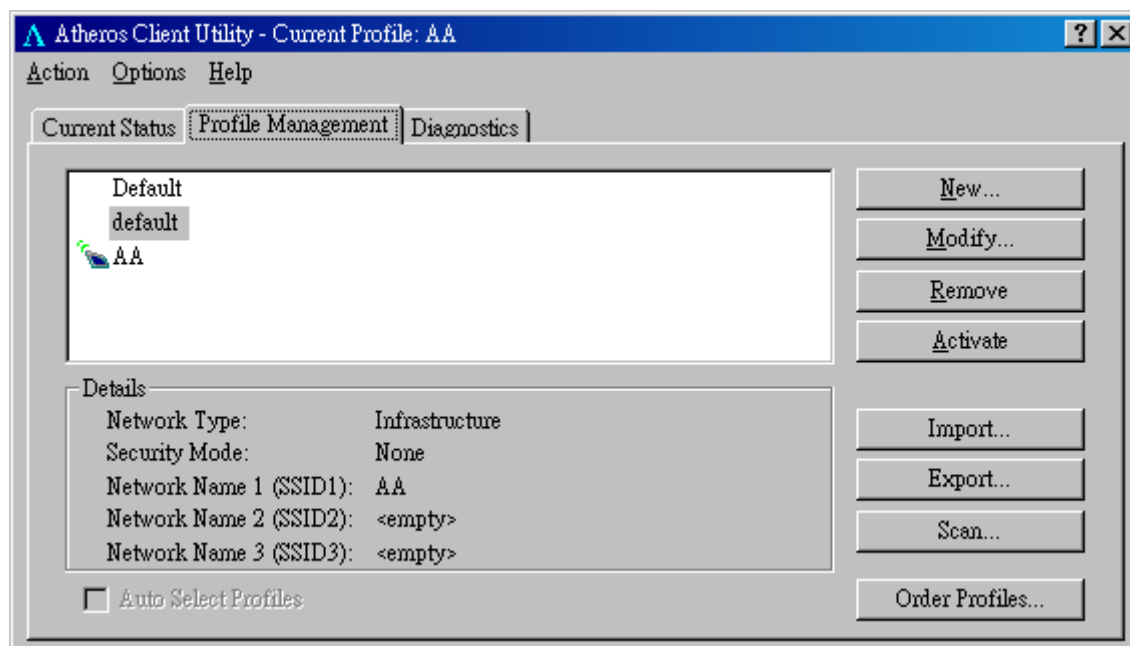 Atheros Client Utility - Current Profile: AA
Action Options Help
Current Status Profile Management Diagnostics
Default
default
AA
New...
Modify...
Remove
Activate
Details
Network Type: Infrastructure
Security Mode: None
Network Name 1 (SSID1): AA
Network Name 2 (SSID2): <empty>
Network Name 3 (SSID3): <empty>
Import...
Export...
Scan...
Auto Select Profiles
Order Profiles...